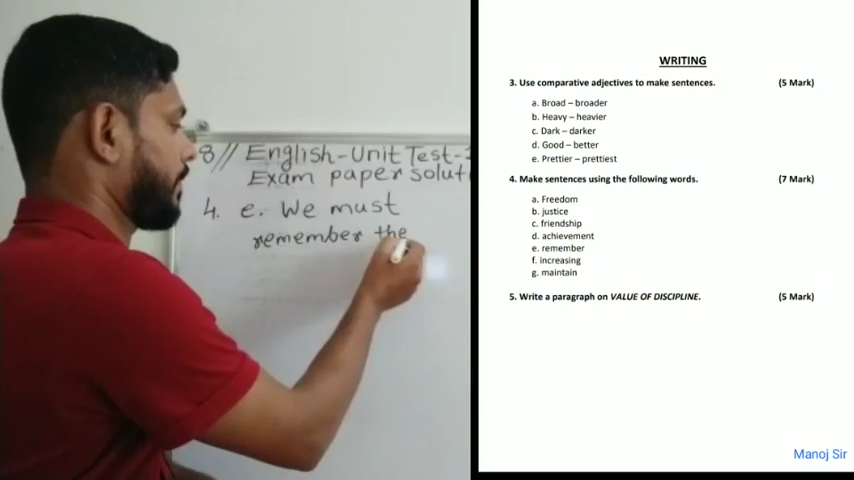 8// English-Unit Test-1
Exam paper soluti
4. e. We must
remember the
WRITING
3. Use comparative adjectives to make sentences. (5 Mark)
a. Broad – broader
b. Heavy – heavier
c. Dark – darker
d. Good – better
e. Prettier – prettiest
4. Make sentences using the following words. (7 Mark)
a. Freedom
b. justice
c. friendship
d. achievement
e. remember
f. increasing
g. maintain
5. Write a paragraph on VALUE OF DISCIPLINE. (5 Mark)
Manoj Sir